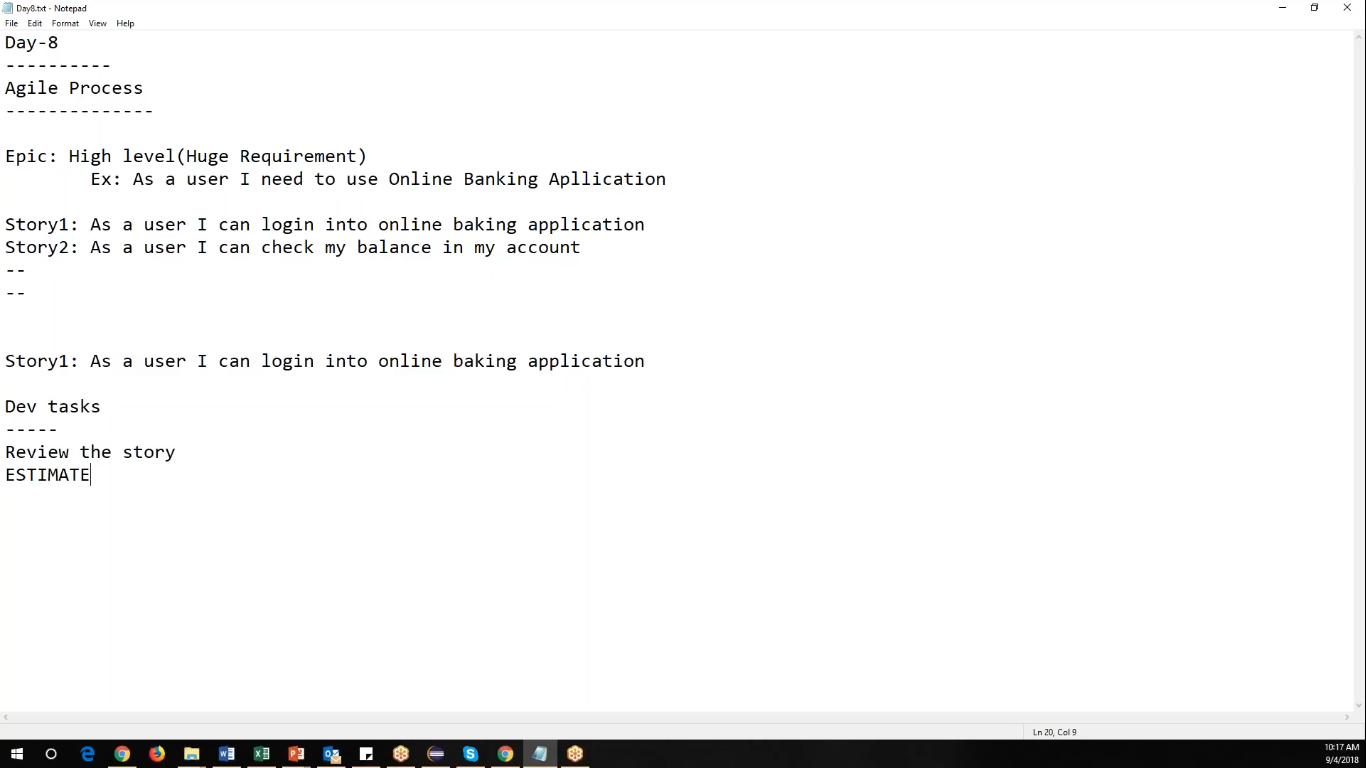 Day8.txt - Notepad
File Edit Format View Help
Day-8
----------
Agile Process
--------------
Epic: High level(Huge Requirement)
Ex: As a user I need to use Online Banking Apllication
Story1: As a user I can login into online baking application
Story2: As a user I can check my balance in my account
--
--
Story1: As a user I can login into online baking application
Dev tasks
-----
Review the story
ESTIMATE
Ln 20, Col 9
10:17 AM
9/4/2018